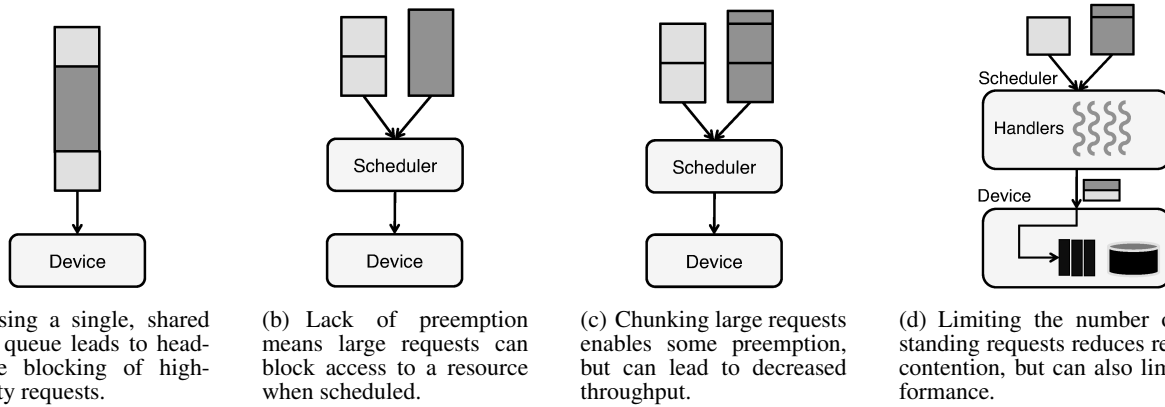 Device
sing a single, shared
queue leads to head-
e blocking of high-
ty requests.
Scheduler
Device
(b) Lack of preemption
means large requests can
block access to a resource
when scheduled.
Scheduler
Device
(c) Chunking large requests
enables some preemption,
but can lead to decreased
throughput.
Scheduler
Handlers
Device
(d) Limiting the number o
standing requests reduces re
contention, but can also lim
formance.